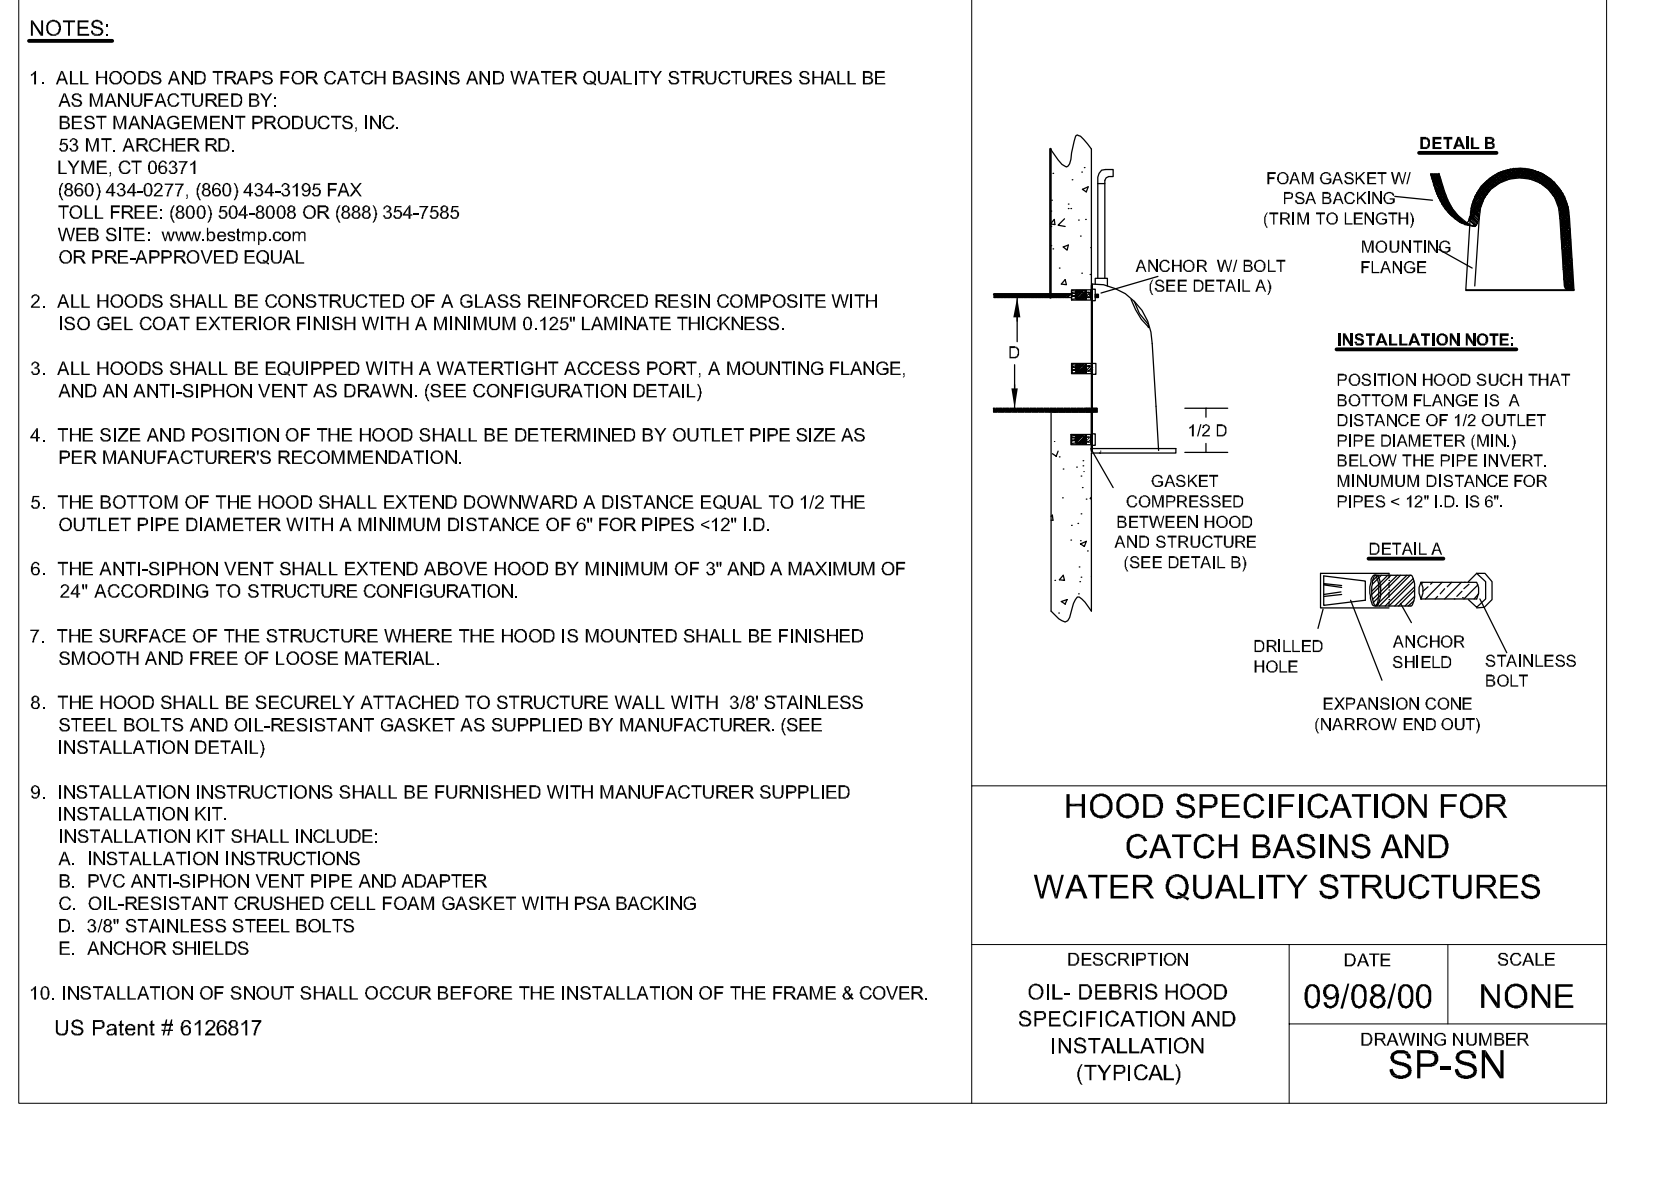 NOTES:
1. ALL HOODS AND TRAPS FOR CATCH BASINS AND WATER QUALITY STRUCTURES SHALL BE
AS MANUFACTURED BY:
BEST MANAGEMENT PRODUCTS, INC.
53 MT. ARCHER RD.
LYME, CT 06371
(860) 434-0277, (860) 434-3195 FAX
TOLL FREE: (800) 504-8008 OR (888) 354-7585
WEB SITE: www.bestmp.com
OR PRE-APPROVED EQUAL
2. ALL HOODS SHALL BE CONSTRUCTED OF A GLASS REINFORCED RESIN COMPOSITE WITH
ISO GEL COAT EXTERIOR FINISH WITH A MINIMUM 0.125" LAMINATE THICKNESS.
3. ALL HOODS SHALL BE EQUIPPED WITH A WATERTIGHT ACCESS PORT, A MOUNTING FLANGE,
AND AN ANTI-SIPHON VENT AS DRAWN. (SEE CONFIGURATION DETAIL)
4. THE SIZE AND POSITION OF THE HOOD SHALL BE DETERMINED BY OUTLET PIPE SIZE AS
PER MANUFACTURER'S RECOMMENDATION.
5. THE BOTTOM OF THE HOOD SHALL EXTEND DOWNWARD A DISTANCE EQUAL TO 1/2 THE
OUTLET PIPE DIAMETER WITH A MINIMUM DISTANCE OF 6" FOR PIPES <12" I.D.
6. THE ANTI-SIPHON VENT SHALL EXTEND ABOVE HOOD BY MINIMUM OF 3" AND A MAXIMUM OF
24" ACCORDING TO STRUCTURE CONFIGURATION.
7. THE SURFACE OF THE STRUCTURE WHERE THE HOOD IS MOUNTED SHALL BE FINISHED
SMOOTH AND FREE OF LOOSE MATERIAL.
8. THE HOOD SHALL BE SECURELY ATTACHED TO STRUCTURE WALL WITH 3/8' STAINLESS
STEEL BOLTS AND OIL-RESISTANT GASKET AS SUPPLIED BY MANUFACTURER. (SEE
INSTALLATION DETAIL)
9. INSTALLATION INSTRUCTIONS SHALL BE FURNISHED WITH MANUFACTURER SUPPLIED
INSTALLATION KIT.
INSTALLATION KIT SHALL INCLUDE:
A. INSTALLATION INSTRUCTIONS
B. PVC ANTI-SIPHON VENT PIPE AND ADAPTER
C. OIL-RESISTANT CRUSHED CELL FOAM GASKET WITH PSA BACKING
D. 3/8" STAINLESS STEEL BOLTS
E. ANCHOR SHIELDS
10. INSTALLATION OF SNOUT SHALL OCCUR BEFORE THE INSTALLATION OF THE FRAME & COVER.
US Patent # 6126817
DETAIL B
FOAM GASKET W/
PSA BACKING
(TRIM TO LENGTH)
MOUNTING
FLANGE
ANCHOR W/ BOLT
(SEE DETAIL A)
D
1/2 D
GASKET
COMPRESSED
BETWEEN HOOD
AND STRUCTURE
(SEE DETAIL B)
INSTALLATION NOTE:
POSITION HOOD SUCH THAT
BOTTOM FLANGE IS A
DISTANCE OF 1/2 OUTLET
PIPE DIAMETER (MIN.)
BELOW THE PIPE INVERT.
MINUMUM DISTANCE FOR
PIPES < 12" I.D. IS 6".
DETAIL A
DRILLED
HOLE
ANCHOR
SHIELD
STAINLESS
BOLT
EXPANSION CONE
(NARROW END OUT)
HOOD SPECIFICATION FOR
CATCH BASINS AND
WATER QUALITY STRUCTURES
DESCRIPTION
OIL- DEBRIS HOOD
SPECIFICATION AND
INSTALLATION
(TYPICAL)
DATE
09/08/00
SCALE
NONE
DRAWING NUMBER
SP-SN